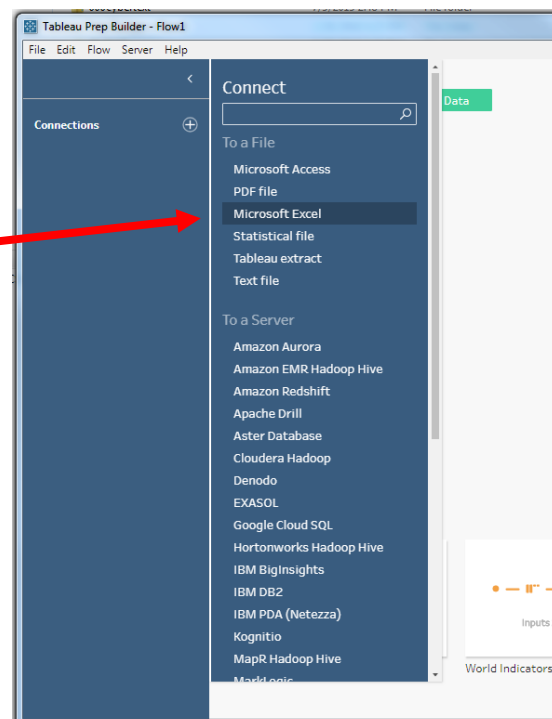 Tableau Prep Builder - Flow1
File Edit Flow Server Help
Connections
Connect
To a File
Microsoft Access
PDF file
Microsoft Excel
Statistical file
Tableau extract
Text file
To a Server
Amazon Aurora
Amazon EMR Hadoop Hive
Amazon Redshift
Apache Drill
Aster Database
Cloudera Hadoop
Denodo
EXASOL
Google Cloud SQL
Hortonworks Hadoop Hive
IBM BigInsights
IBM DB2
IBM PDA (Netezza)
Kognitio
MapR Hadoop Hive
MarkLogic
Data
Inputs
World Indicators